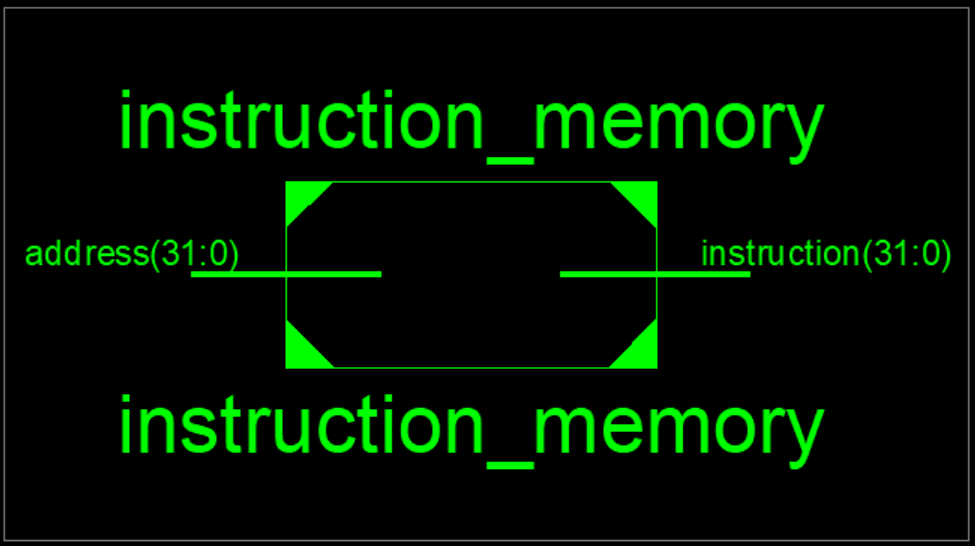 instruction_memory
address(31:0)
instruction(31:0)
instruction_memory